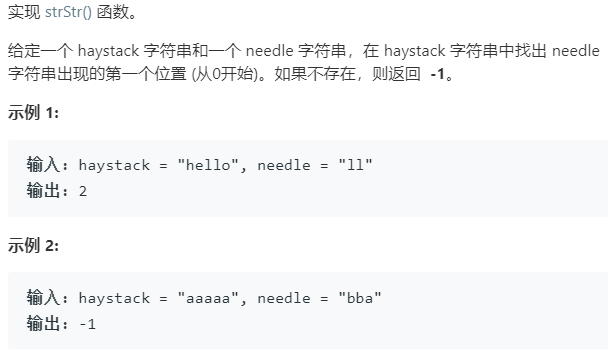 实现 strStr() 函数。
给定一个 haystack 字符串和一个 needle 字符串，在 haystack 字符串中找出 needle
字符串出现的第一个位置 (从0开始)。如果不存在，则返回 -1。
示例 1:
输入: haystack = "hello", needle = "ll"
输出: 2
示例 2:
输入: haystack = "aaaaa", needle = "bba"
输出: -1